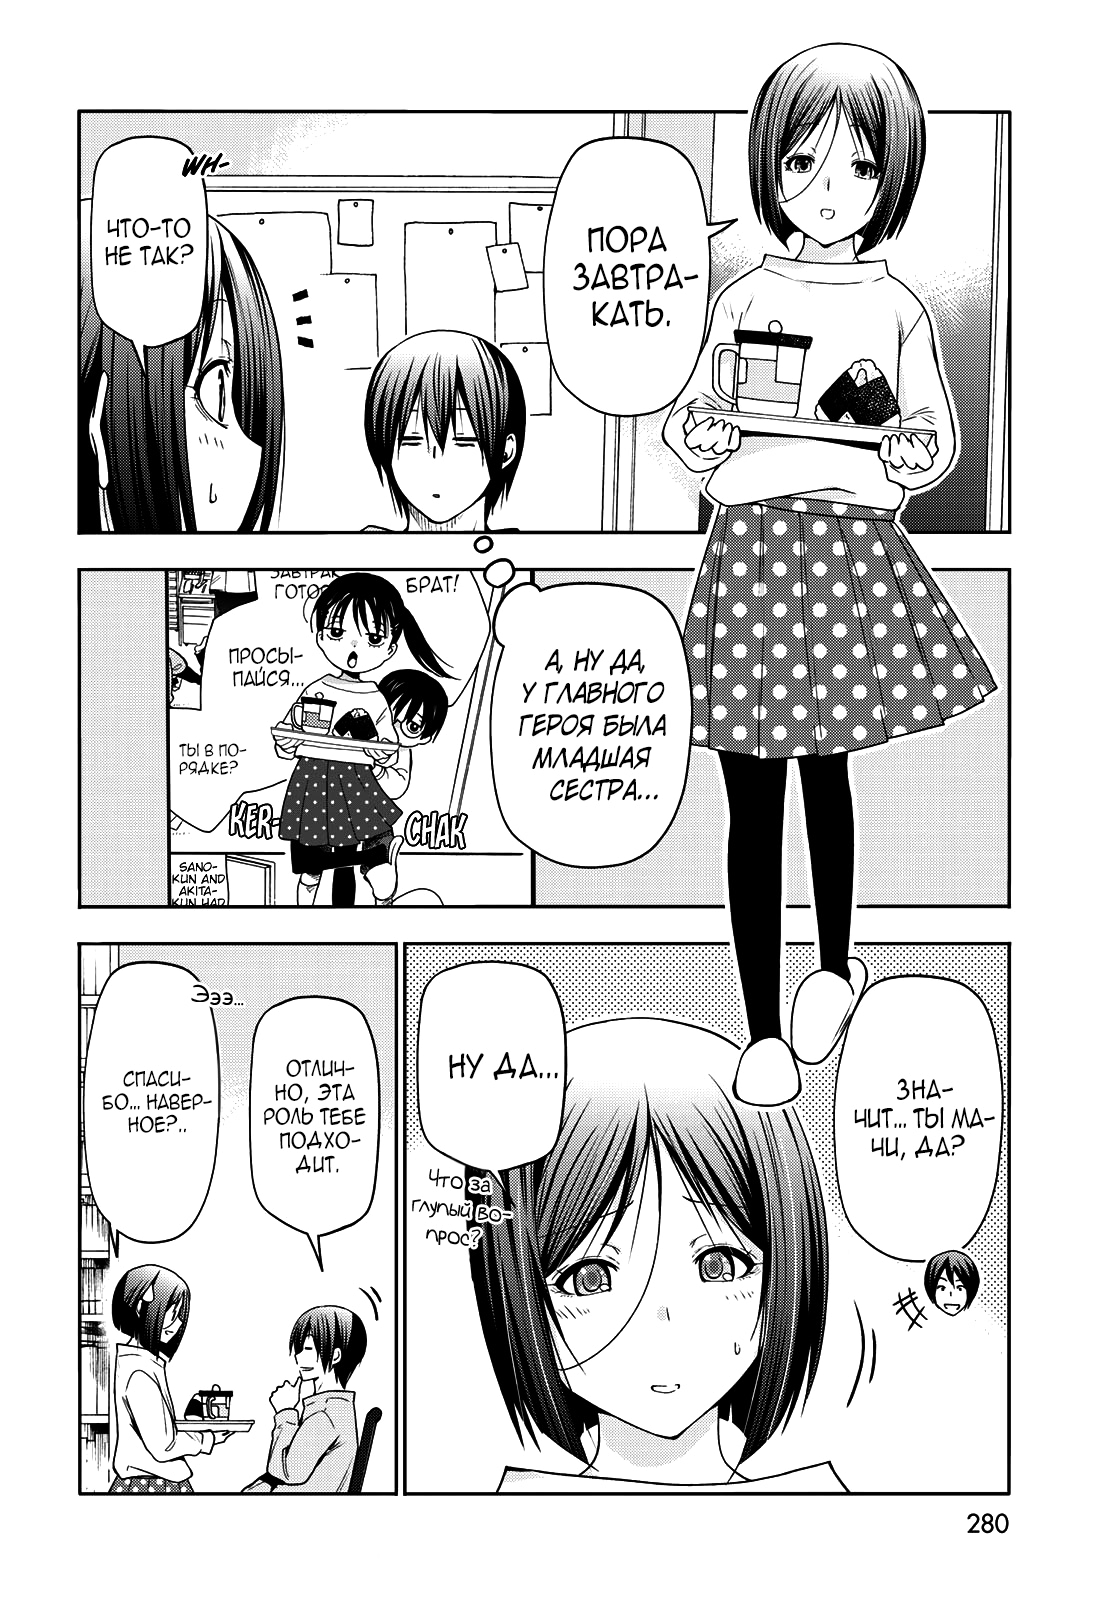 ПОРА
ЗАВТРА-
КАТЬ.
WH-
ЧТО-ТО
НЕ ТАК?
А, НУ ДА,
У ГЛАВНОГО
ГЕРОЯ БЫЛА
МЛАДШАЯ
СЕСТРА...
БРАТ!
ЗАВТРАК
ГОТОВ
ПРОСЫ-
ПАЙСЯ...
ТЫ В ПО-
РЯДКЕ?
KER-
CHAK
SANO-
KUN AND
AKITA-
KUN HAD
ЗНА-
ЧИТ... ТЫ МА-
ЧИ, ДА?
НУ ДА...
Что за
глупый во-
прос?
ОТЛИЧ-
НО, ЭТА
РОЛЬ ТЕБЕ
ПОДХО-
ДИТ.
Эээ...
СПАСИ-
БО... НАВЕР-
НОЕ?..
280